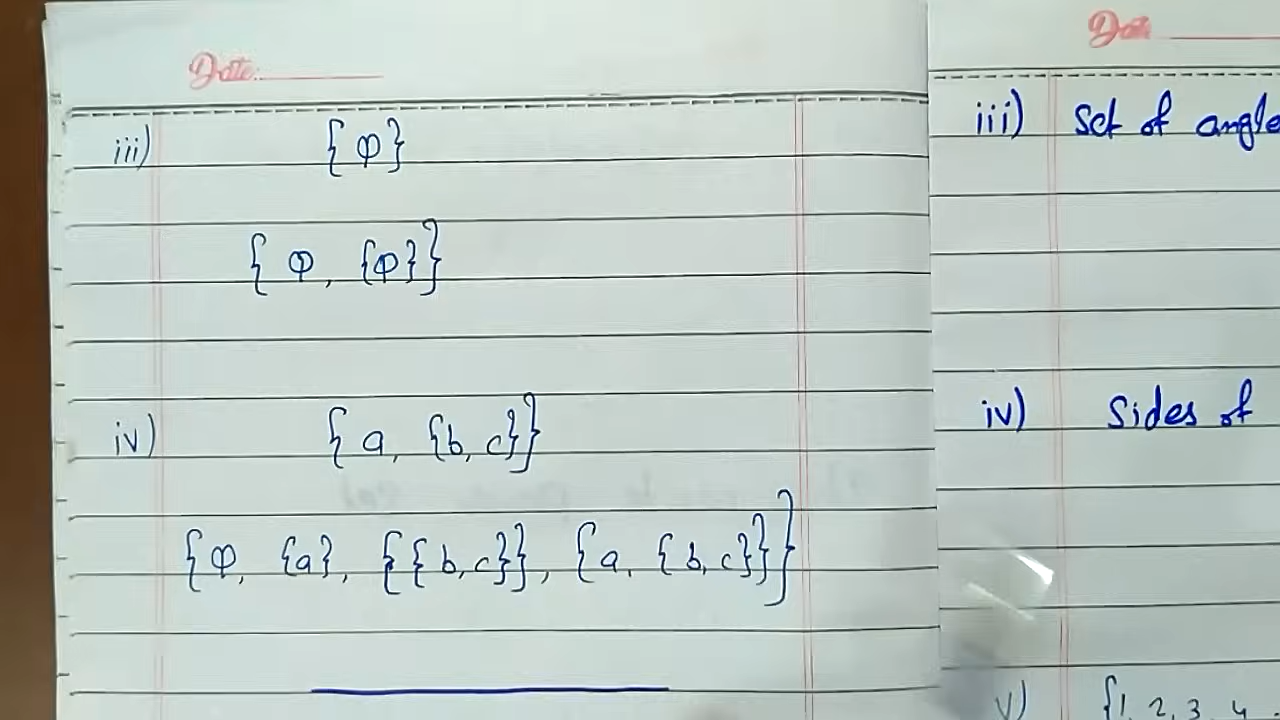 Date:
iii) { φ }
{ φ, {φ} }
iv) { a, {b, c} }
{ φ, {a}, { { b, c} }, { a, { b, c} } }
Date
iii) Set of angle
iv) Sides of
v) {1, 2, 3, 4